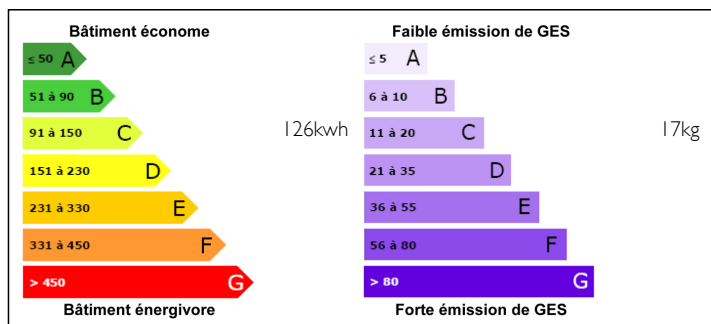 Bâtiment économe
≤ 50 A
51 à 90 B
91 à 150 C
126kwh
151 à 230 D
231 à 330 E
331 à 450 F
> 450 G
Bâtiment énergivore
Faible émission de GES
≤ 5 A
6 à 10 B
11 à 20 C
17kg
21 à 35 D
36 à 55 E
56 à 80 F
> 80 G
Forte émission de GES